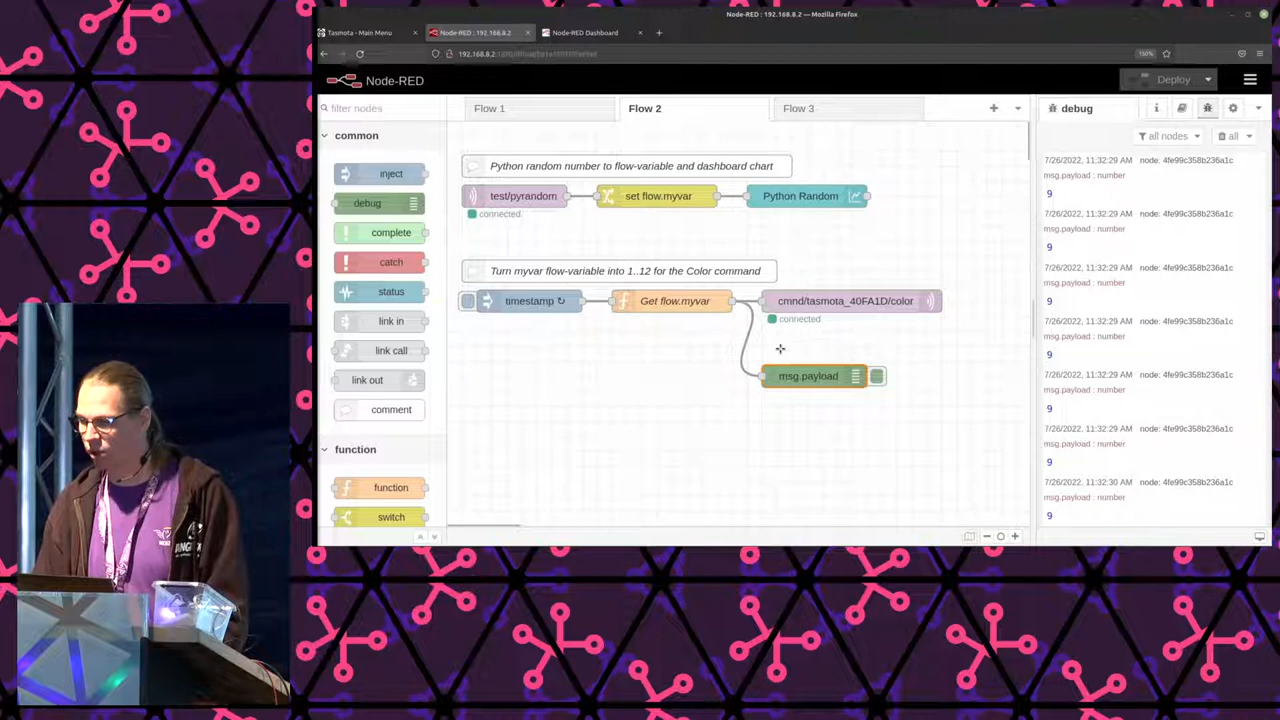 Node-RED : 192.168.8.2 — Mozilla Firefox
Tasmota - Main Menu
Node-RED : 192.168.8.2
Node-RED Dashboard
150%
Node-RED
Deploy
filter nodes
Flow 1
Flow 2
Flow 3
debug
all nodes
all
common
inject
debug
complete
catch
status
link in
link call
link out
comment
function
function
switch
Python random number to flow-variable and dashboard chart
test/pyrandom
set flow.myvar
Python Random
connected
Turn myvar flow-variable into 1..12 for the Color command
timestamp ↻
Get flow.myvar
cmnd/tasmota_40FA1D/color
connected
msg.payload
7/26/2022, 11:32:29 AM node: 4fe99c358b236a1c
msg.payload : number
9
7/26/2022, 11:32:29 AM node: 4fe99c358b236a1c
msg.payload : number
9
7/26/2022, 11:32:29 AM node: 4fe99c358b236a1c
msg.payload : number
9
7/26/2022, 11:32:29 AM node: 4fe99c358b236a1c
msg.payload : number
9
7/26/2022, 11:32:29 AM node: 4fe99c358b236a1c
msg.payload : number
9
7/26/2022, 11:32:29 AM node: 4fe99c358b236a1c
msg.payload : number
9
7/26/2022, 11:32:30 AM node: 4fe99c358b236a1c
msg.payload : number
9